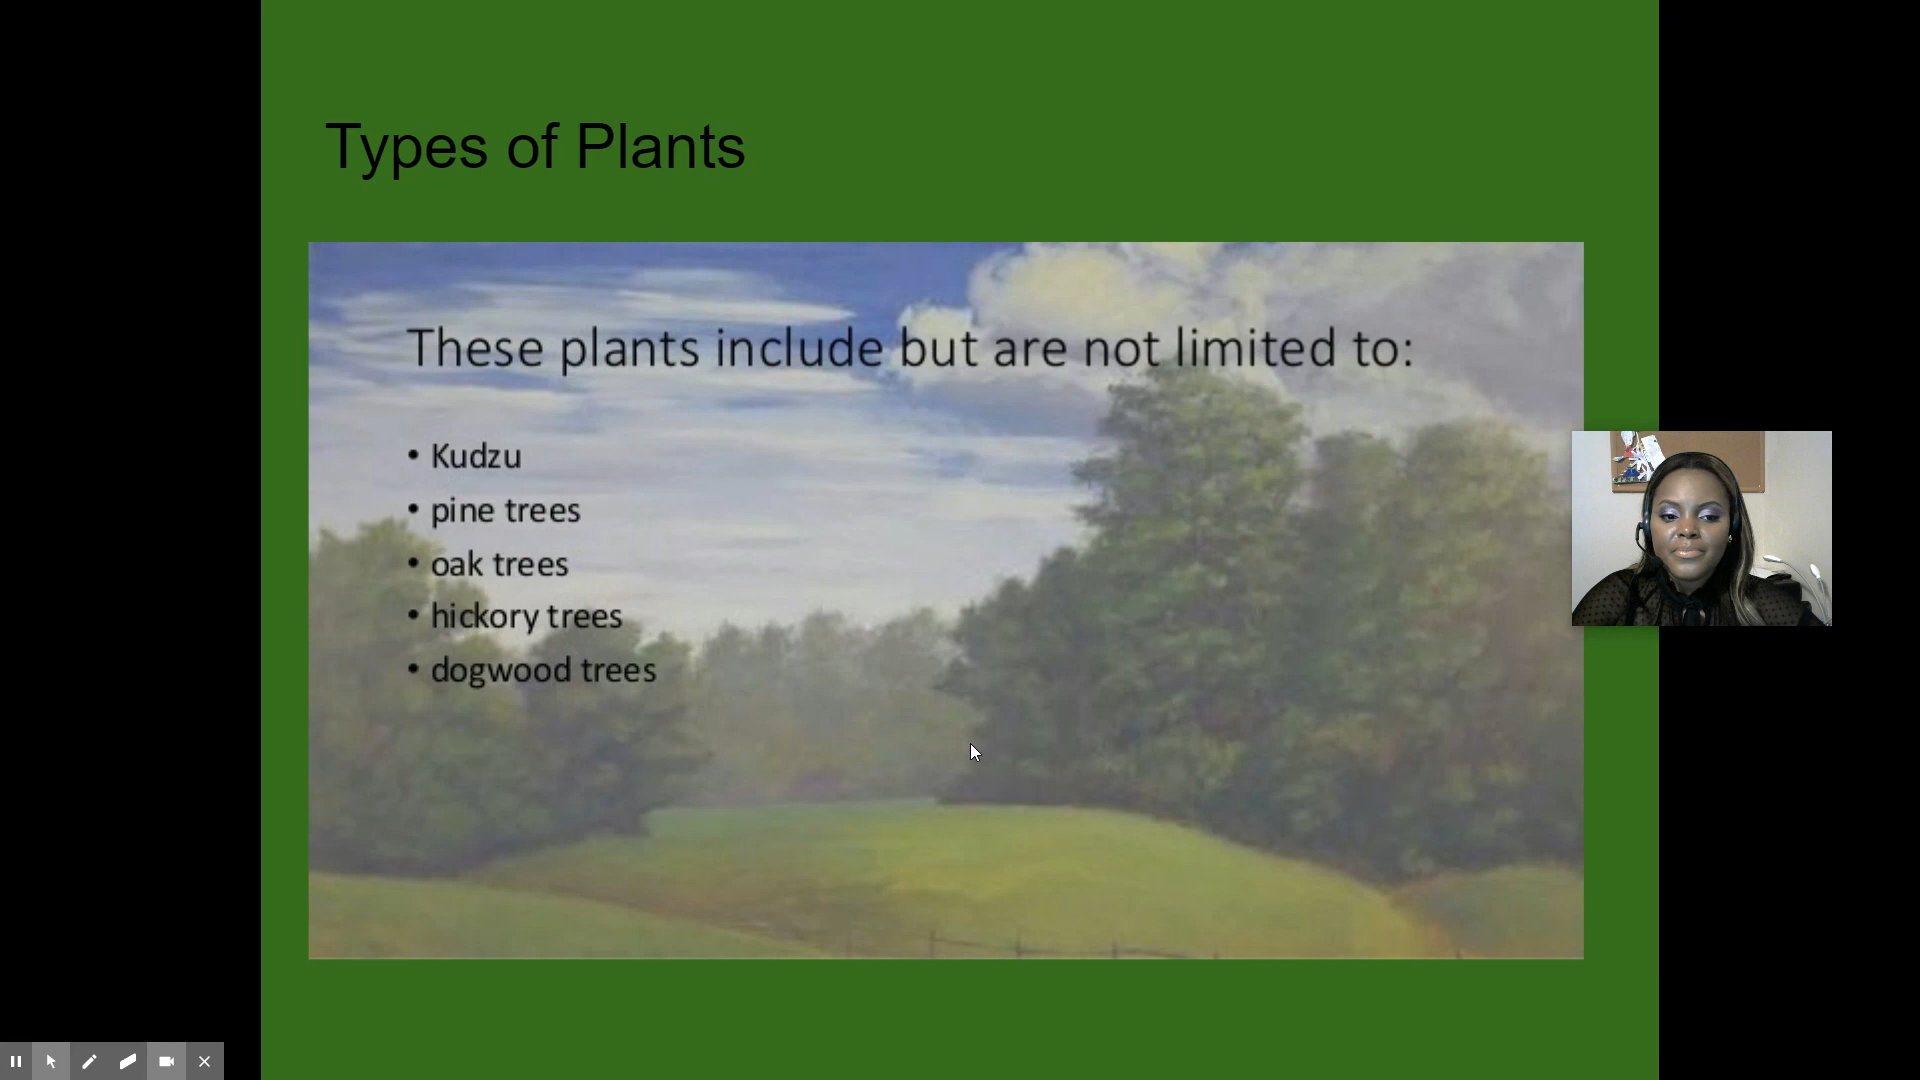 Types of Plants
These plants include but are not limited to:
• Kudzu
• pine trees
• oak trees
• hickory trees
• dogwood trees